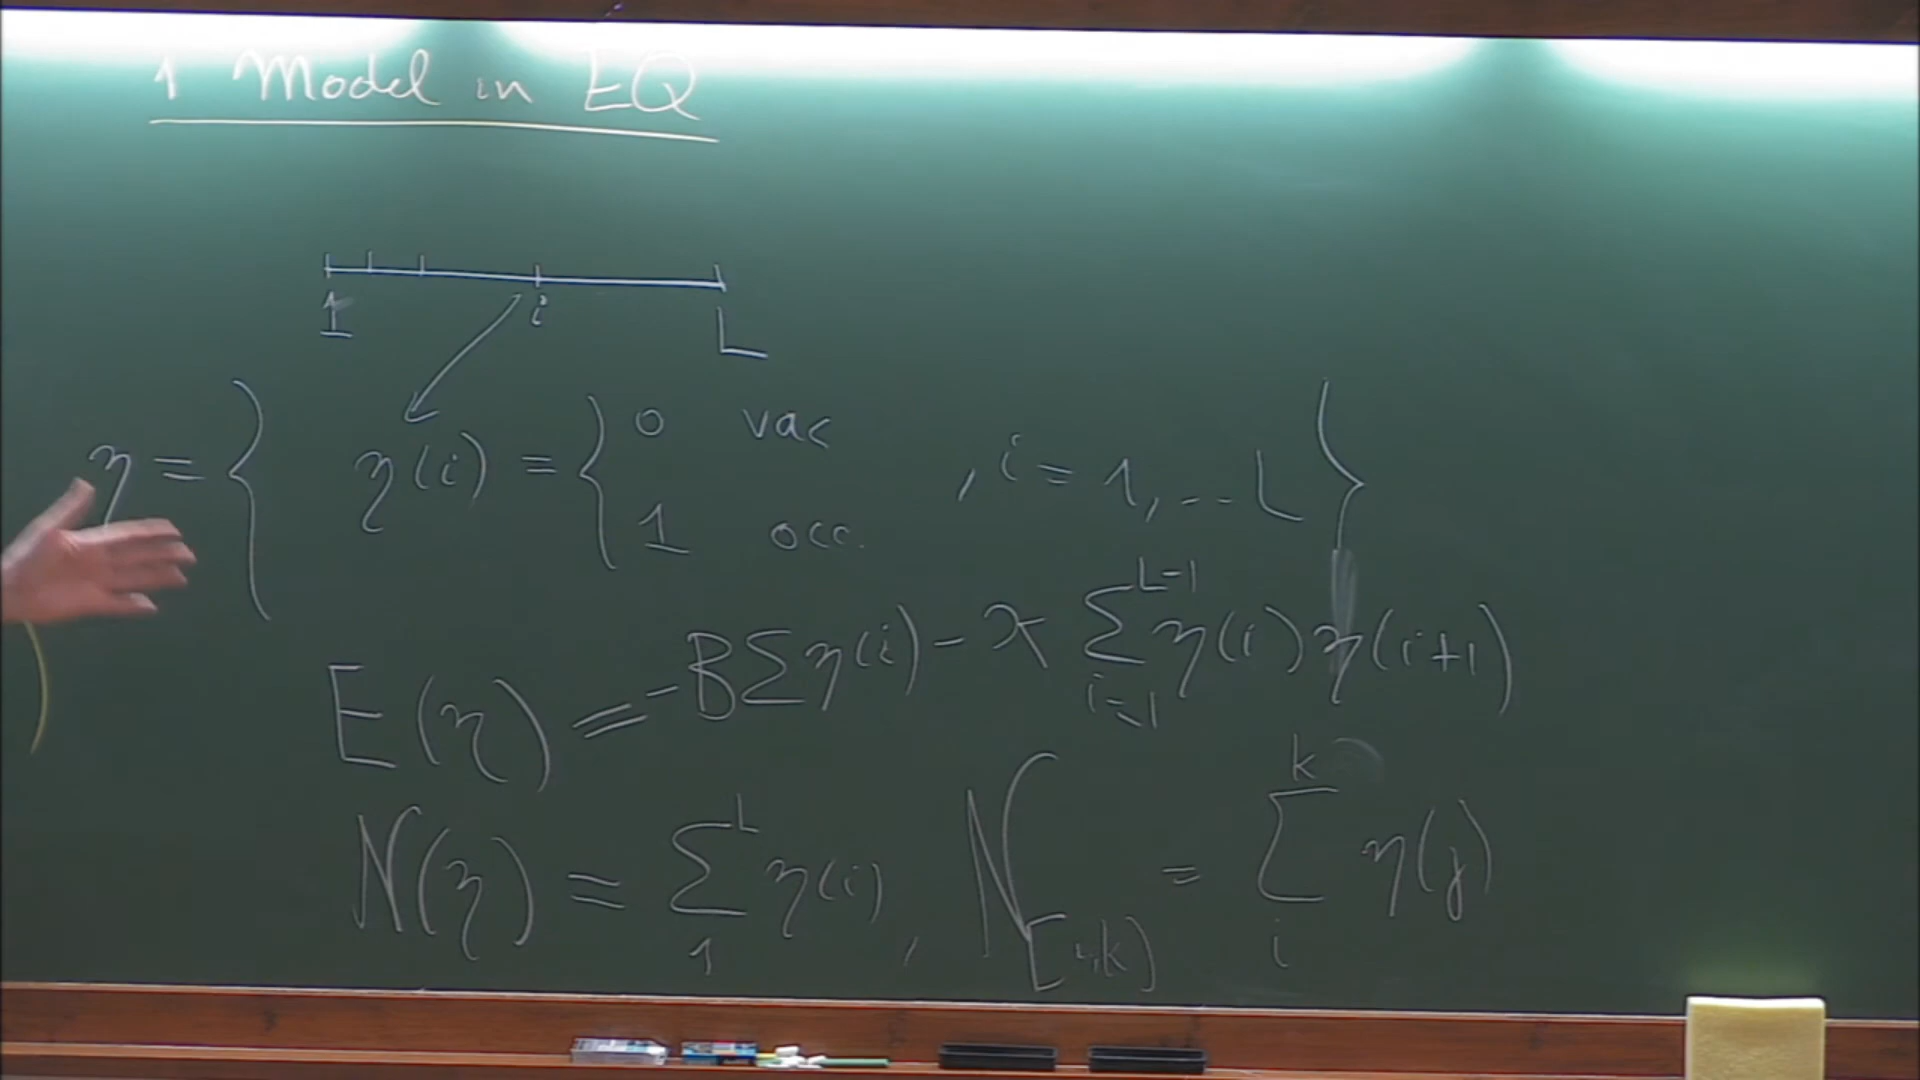 1 Model in EQ
1 i L
η = { η(i) = { 0 vac
1 occ. , i = 1, ... L }
E(η) = -B Σ η(i) - λ Σ_{i=1}^{L-1} η(i) η(i+1)
N(η) = Σ_1^L η(i) , N_[i,k] = Σ_i^k η(j)